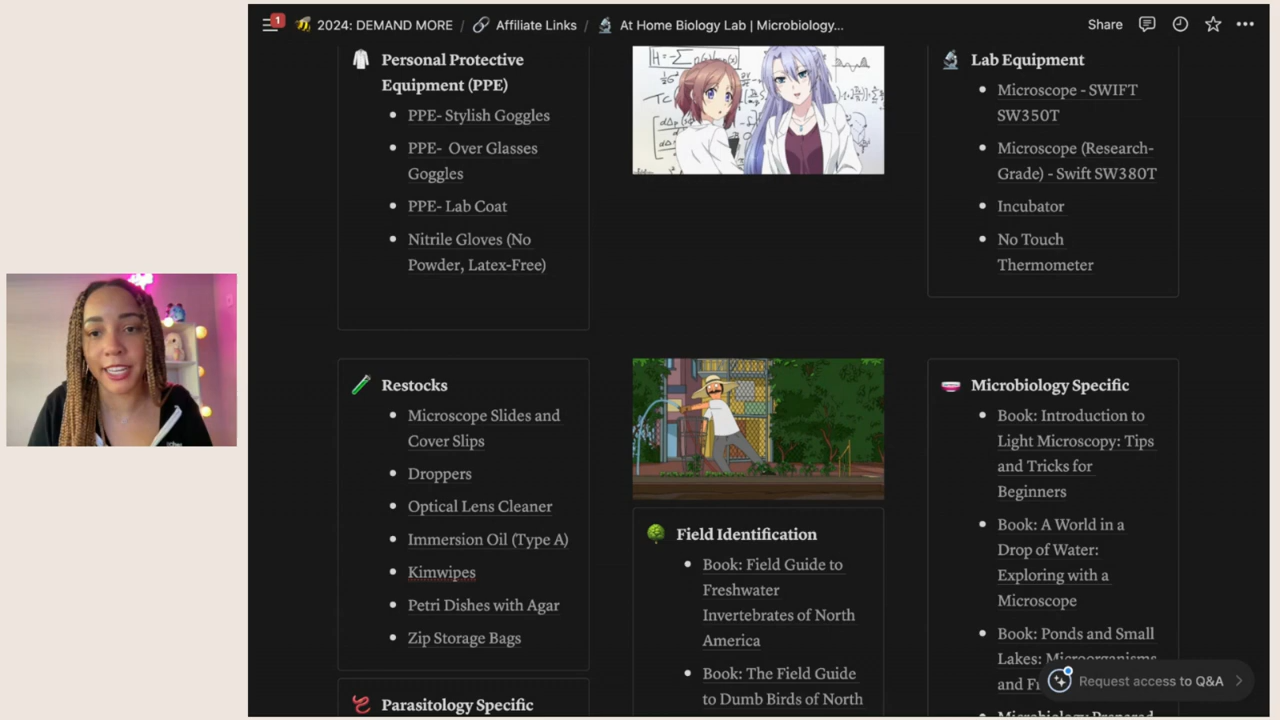 1
2024: DEMAND MORE / Affiliate Links / At Home Biology Lab | Microbiology...
Share
Personal Protective
Equipment (PPE)
PPE- Stylish Goggles
PPE- Over Glasses
Goggles
PPE- Lab Coat
Nitrile Gloves (No
Powder, Latex-Free)
Lab Equipment
Microscope - SWIFT
SW350T
Microscope (Research-
Grade) - Swift SW380T
Incubator
No Touch
Thermometer
Restocks
Microscope Slides and
Cover Slips
Droppers
Optical Lens Cleaner
Immersion Oil (Type A)
Kimwipes
Petri Dishes with Agar
Zip Storage Bags
Parasitology Specific
Field Identification
Book: Field Guide to
Freshwater
Invertebrates of North
America
Book: The Field Guide
to Dumb Birds of North
Microbiology Specific
Book: Introduction to
Light Microscopy: Tips
and Tricks for
Beginners
Book: A World in a
Drop of Water:
Exploring with a
Microscope
Book: Ponds and Small
Lakes: Microorganisms
and
Request access to Q&A